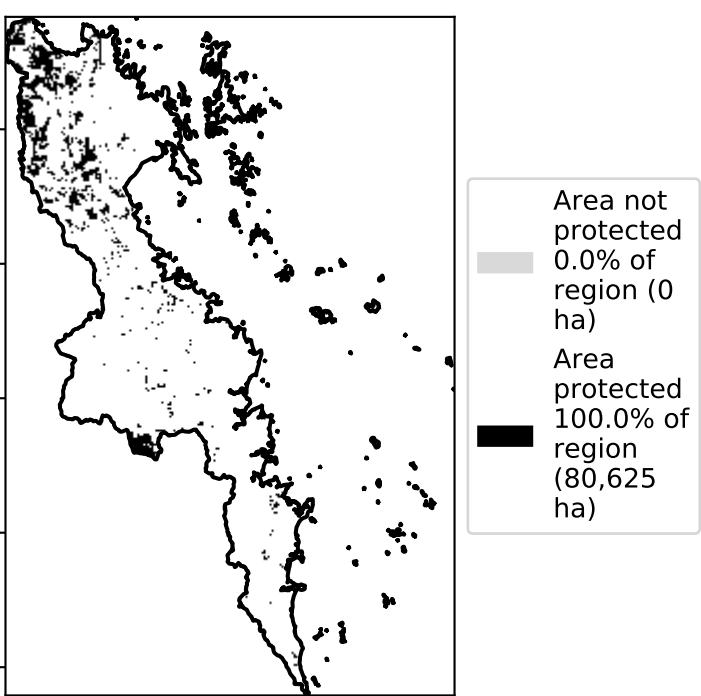 Area not
protected
0.0% of
region (0
ha)
Area
protected
100.0% of
region
(80,625
ha)